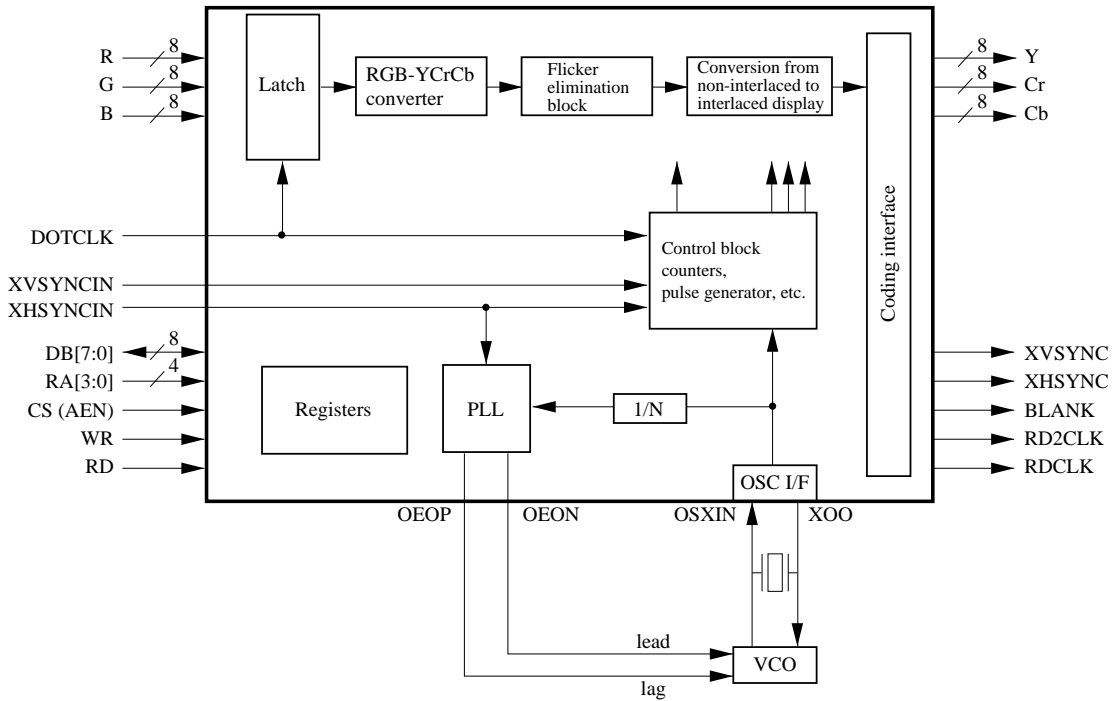 R
8
G
8
B
8
Latch
RGB-YCrCb
converter
Flicker
elimination
block
Conversion from
non-interlaced to
interlaced display
Coding interface
8
Y
8
Cr
8
Cb
DOTCLK
XVSYNCIN
XHSYNCIN
Control block
counters,
pulse generator, etc.
DB[7:0]
8
RA[3:0]
4
CS (AEN)
WR
RD
Registers
PLL
1/N
OSC I/F
XVSYNC
XHSYNC
BLANK
RD2CLK
RDCLK
OEOP
OEON
OSXIN
XOO
lead
lag
VCO